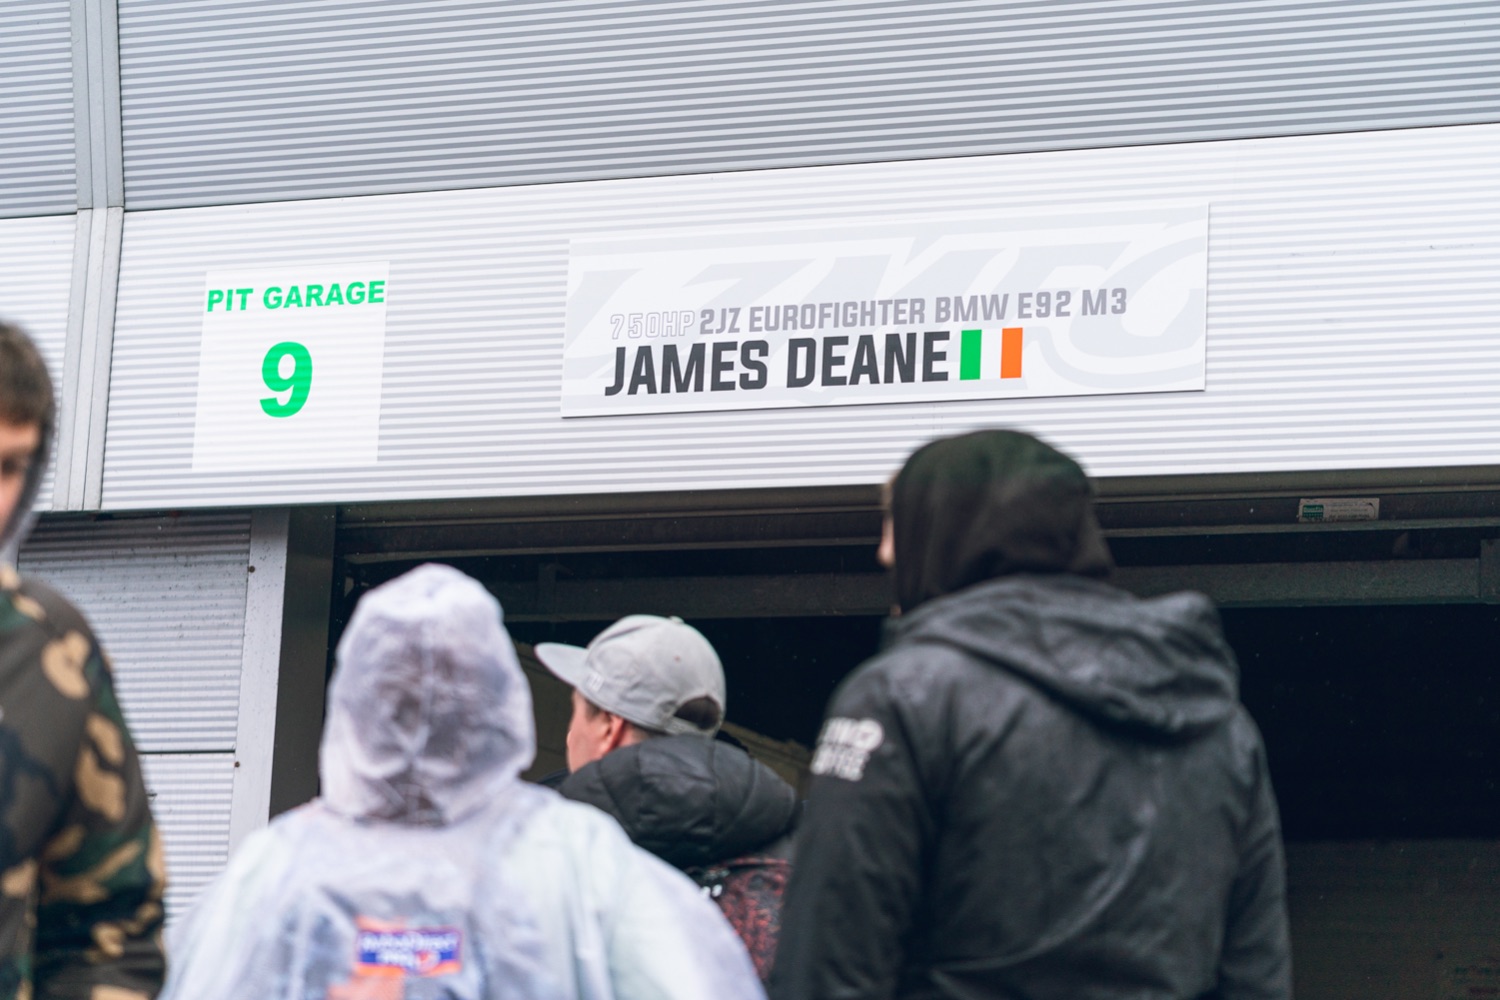 PIT GARAGE
9
750HP 2JZ EUROFIGHTER BMW E92 M3
JAMES DEANE